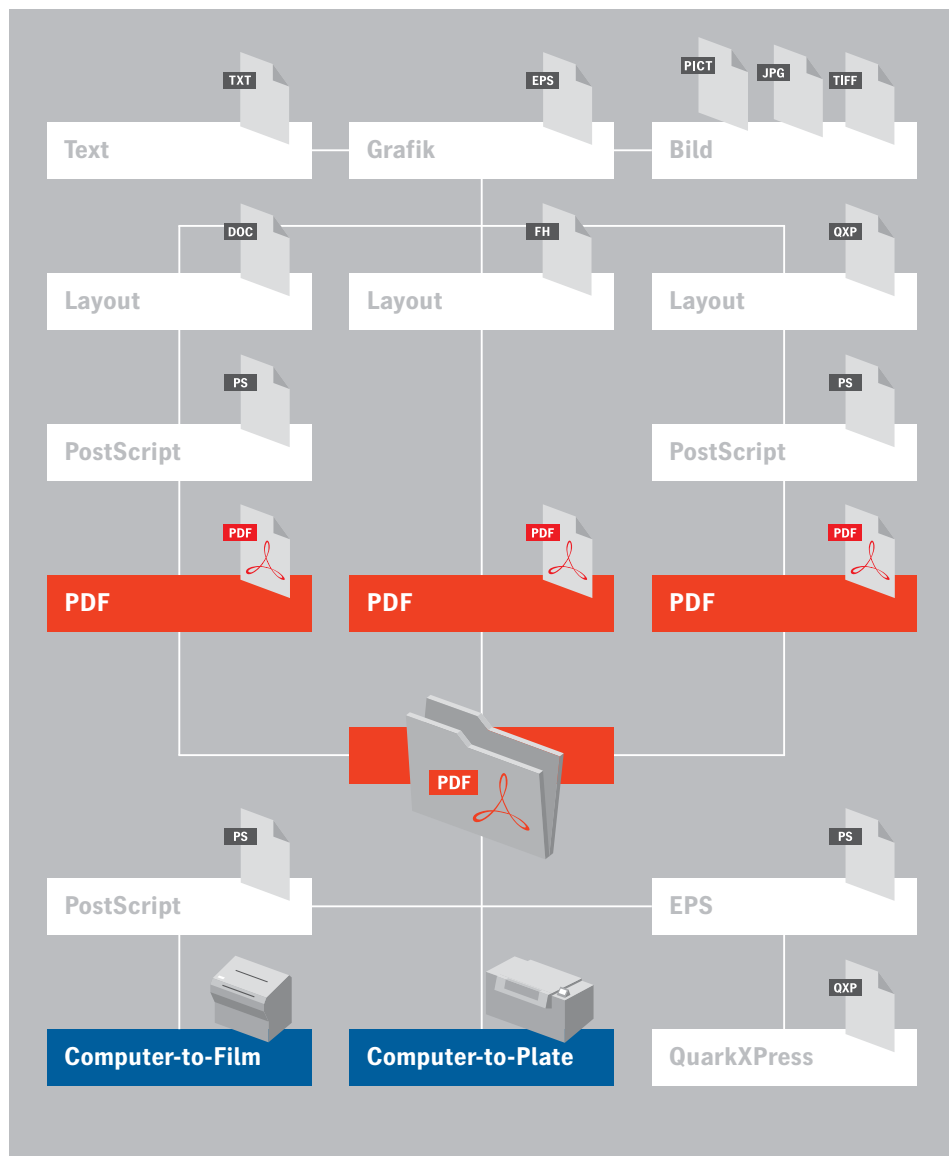 TXT
EPS
PICT
JPG
TIFF
Text
Grafik
Bild
DOC
FH
QXP
Layout
Layout
Layout
PS
PS
PostScript
PostScript
PDF
PDF
PDF
PDF
PDF
PDF
PDF
PS
PS
PostScript
EPS
QXP
Computer-to-Film
Computer-to-Plate
QuarkXPress